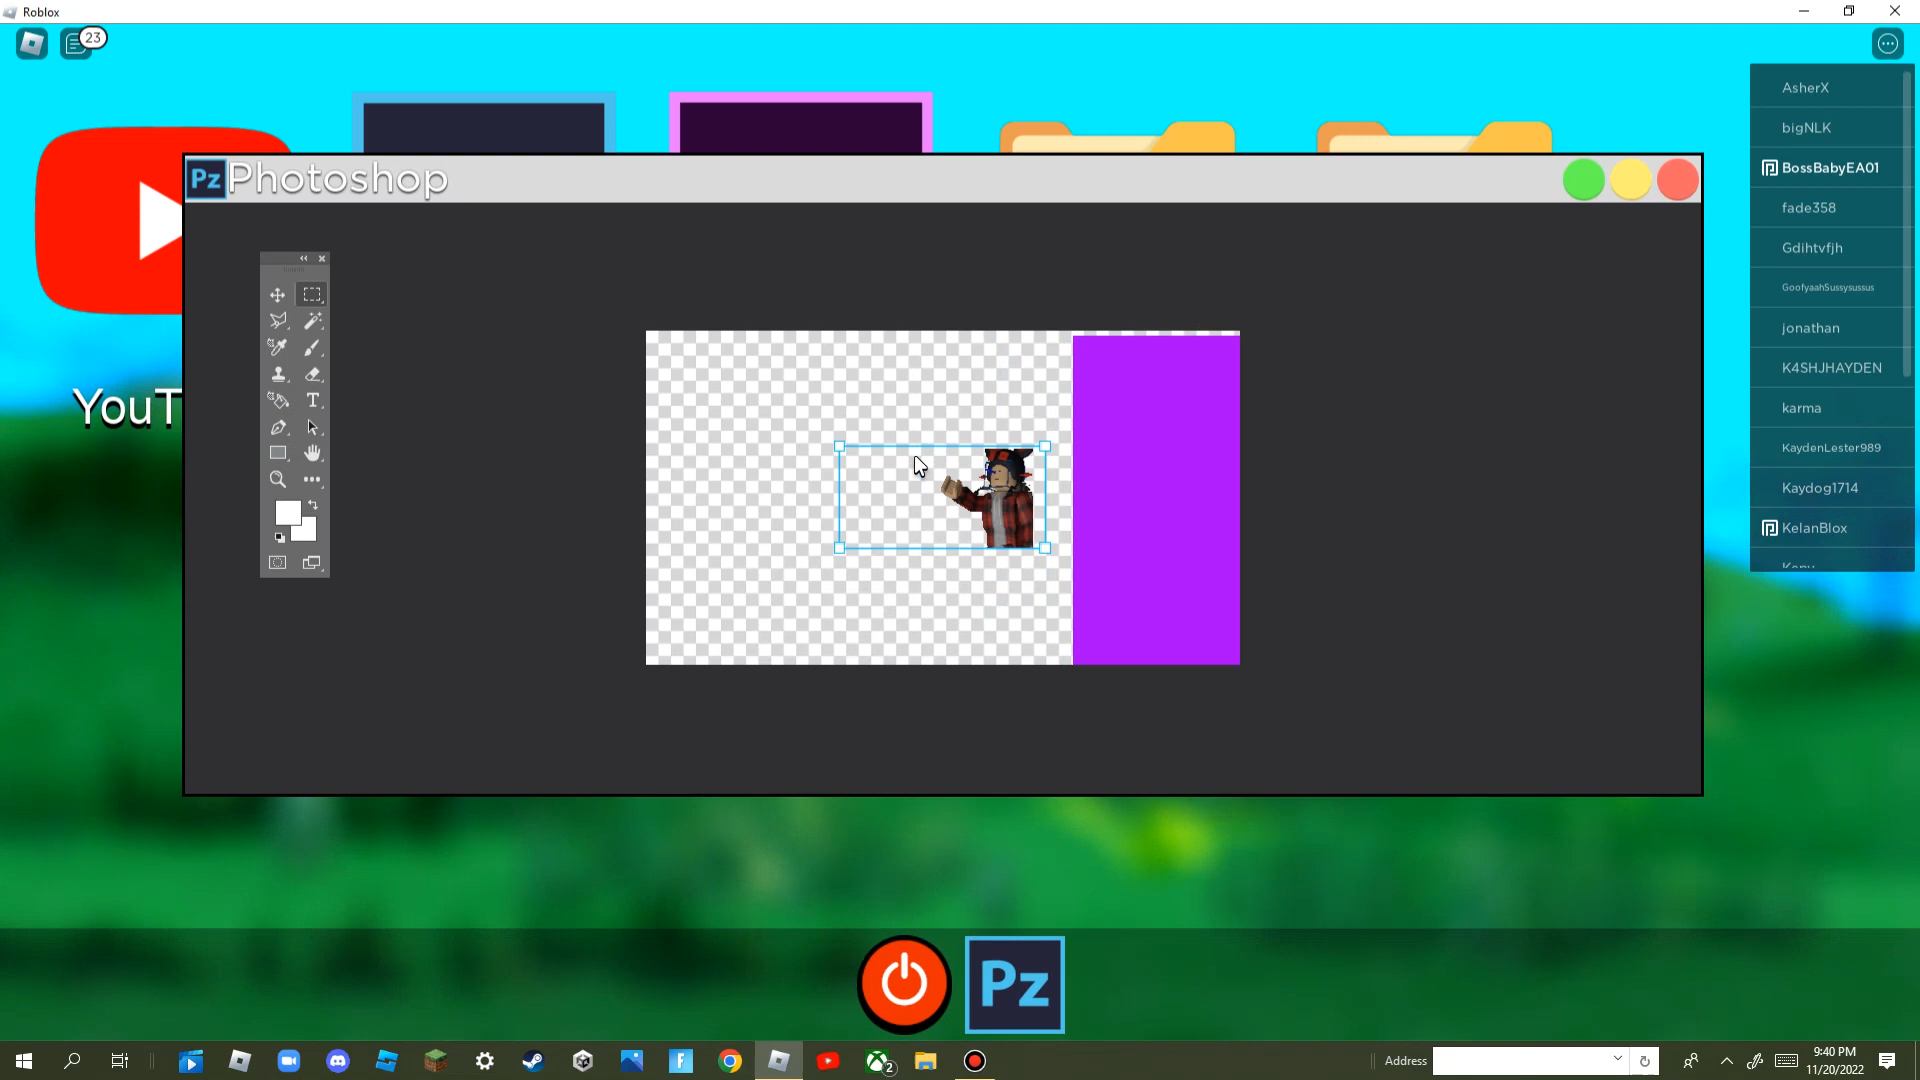 Roblox
23
AsherX
bigNLK
BossBabyEA01
fade358
Gdihtvfjh
GoofyaahSussysussus
jonathan
K4SHJHAYDEN
karma
KaydenLester989
Kaydog1714
KelanBlox
Pz Photoshop
YouT
T
Pz
F
2
Address
9:40 PM
11/20/2022